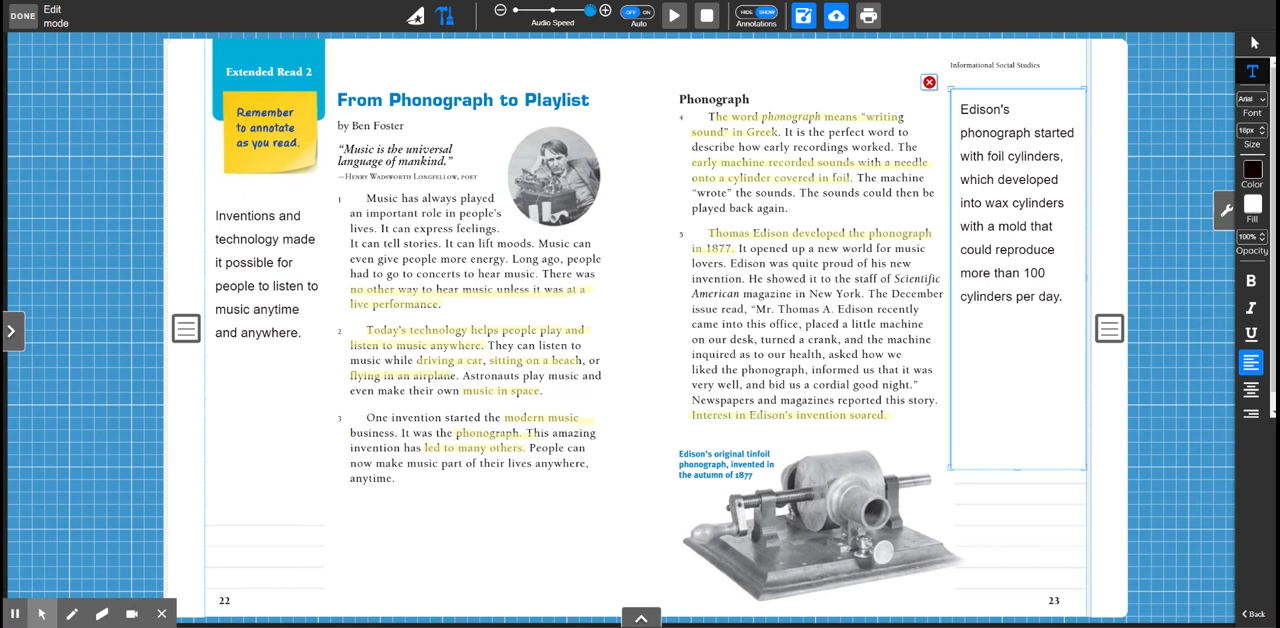 DONE
Edit
mode
Audio Speed
OFF ON
Auto
HIDE SHOW
Annotations
Extended Read 2
Remember
to annotate
as you read.
Inventions and
technology made
it possible for
people to listen to
music anytime
and anywhere.
From Phonograph to Playlist
by Ben Foster
“Music is the universal
language of mankind.”
—Henry Wadsworth Longfellow, poet
1 Music has always played
an important role in people’s
lives. It can express feelings.
It can tell stories. It can lift moods. Music can
even give people more energy. Long ago, people
had to go to concerts to hear music. There was
no other way to hear music unless it was at a
live performance.
2 Today’s technology helps people play and
listen to music anywhere. They can listen to
music while driving a car, sitting on a beach, or
flying in an airplane. Astronauts play music and
even make their own music in space.
3 One invention started the modern music
business. It was the phonograph. This amazing
invention has led to many others. People can
now make music part of their lives anywhere,
anytime.
22
Informational Social Studies
Phonograph
4 The word phonograph means “writing
sound” in Greek. It is the perfect word to
describe how early recordings worked. The
early machine recorded sounds with a needle
onto a cylinder covered in foil. The machine
“wrote” the sounds. The sounds could then be
played back again.
5 Thomas Edison developed the phonograph
in 1877. It opened up a new world for music
lovers. Edison was quite proud of his new
invention. He showed it to the staff of Scientific
American magazine in New York. The December
issue read, “Mr. Thomas A. Edison recently
came into this office, placed a little machine
on our desk, turned a crank, and the machine
inquired as to our health, asked how we
liked the phonograph, informed us that it was
very well, and bid us a cordial good night.”
Newspapers and magazines reported this story.
Interest in Edison’s invention soared.
Edison’s original tinfoil
phonograph, invented in
the autumn of 1877
Edison's
phonograph started
with foil cylinders,
which developed
into wax cylinders
with a mold that
could reproduce
more than 100
cylinders per day.
23
T
Arial
Font
18px
Size
Color
Fill
100%
Opacity
B
I
U
Back